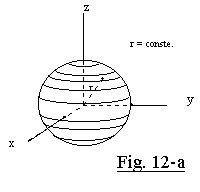 z
r = conste.
r
y
x
Fig. 12-a